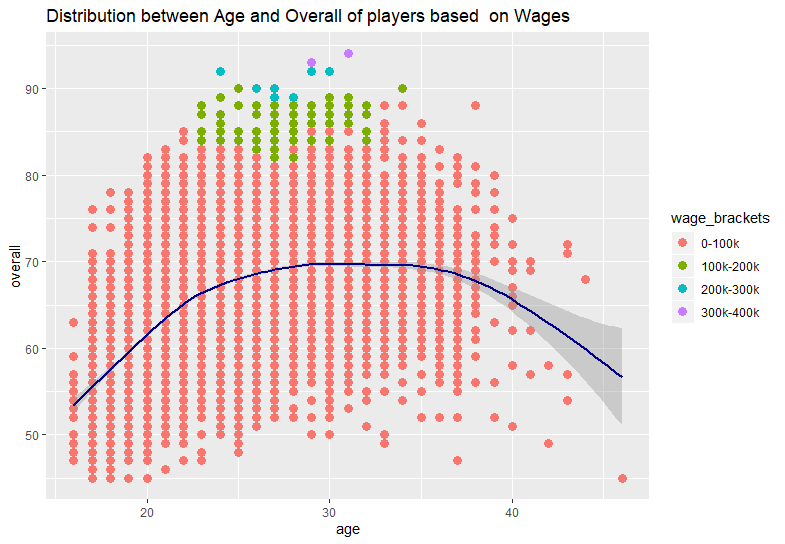 Distribution between Age and Overall of players based  on Wages
90
80
70
60
50
overall
20 30 40
age
wage_brackets
0-100k
100k-200k
200k-300k
300k-400k